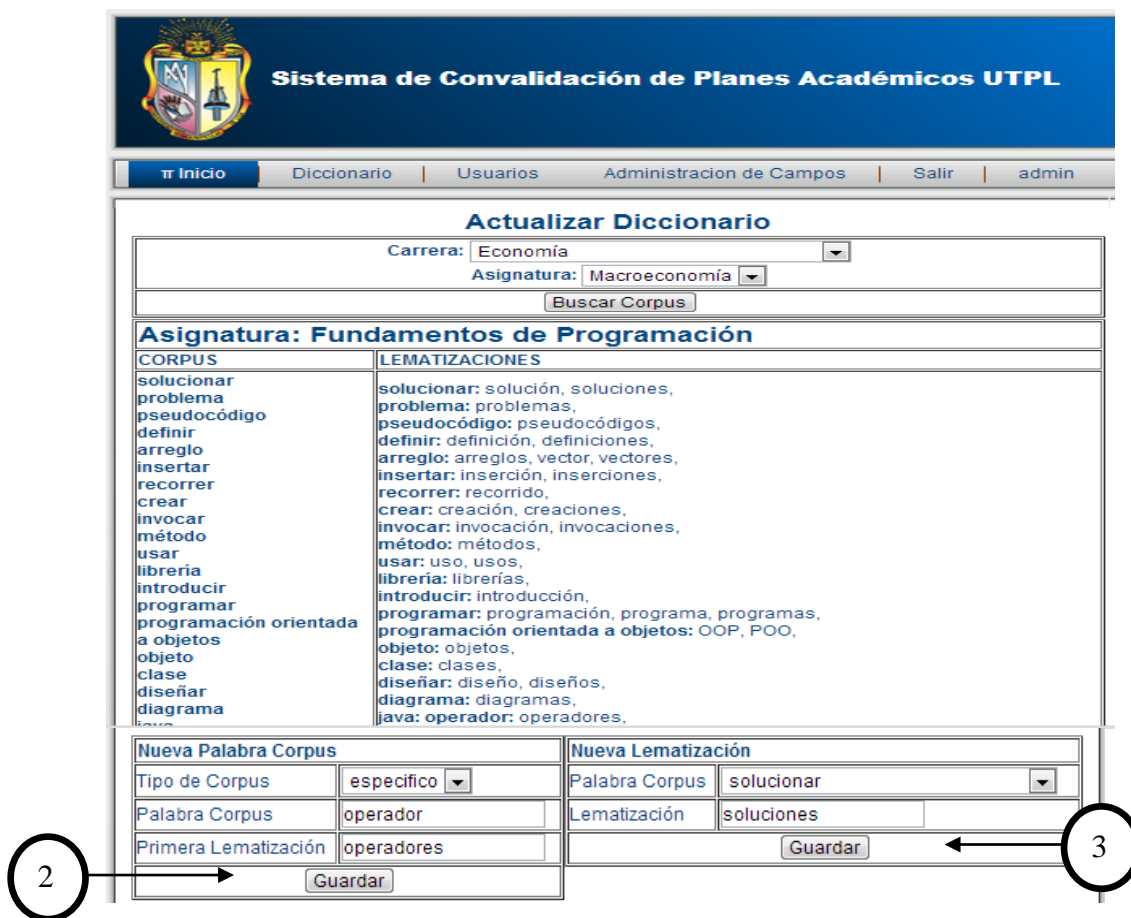 Sistema de Convalidación de Planes Académicos UTPL
π Inicio | Diccionario | Usuarios Administracion de Campos | Salir | admin
Actualizar Diccionario
Carrera: Economía
Asignatura: Macroeconomía
Buscar Corpus
Asignatura: Fundamentos de Programación
CORPUS
solucionar
problema
pseudocódigo
definir
arreglo
insertar
recorrer
crear
invocar
método
usar
librería
introducir
programar
programación orientada
a objetos
objeto
clase
diseñar
diagrama
java
LEMATIZACIONES
solucionar: solución, soluciones,
problema: problemas,
pseudocódigo: pseudocódigos,
definir: definición, definiciones,
arreglo: arreglos, vector, vectores,
insertar: inserción, inserciones,
recorrer: recorrido,
crear: creación, creaciones,
invocar: invocación, invocaciones,
método: métodos,
usar: uso, usos,
librería: librerías,
introducir: introducción,
programar: programación, programa, programas,
programación orientada a objetos: OOP, POO,
objeto: objetos,
clase: clases,
diseñar: diseño, diseños,
diagrama: diagramas,
java: operador: operadores,
Nueva Palabra Corpus
Tipo de Corpus especifico
Palabra Corpus operador
Primera Lematización operadores
Guardar
2
Nueva Lematización
Palabra Corpus solucionar
Lematización soluciones
Guardar
3